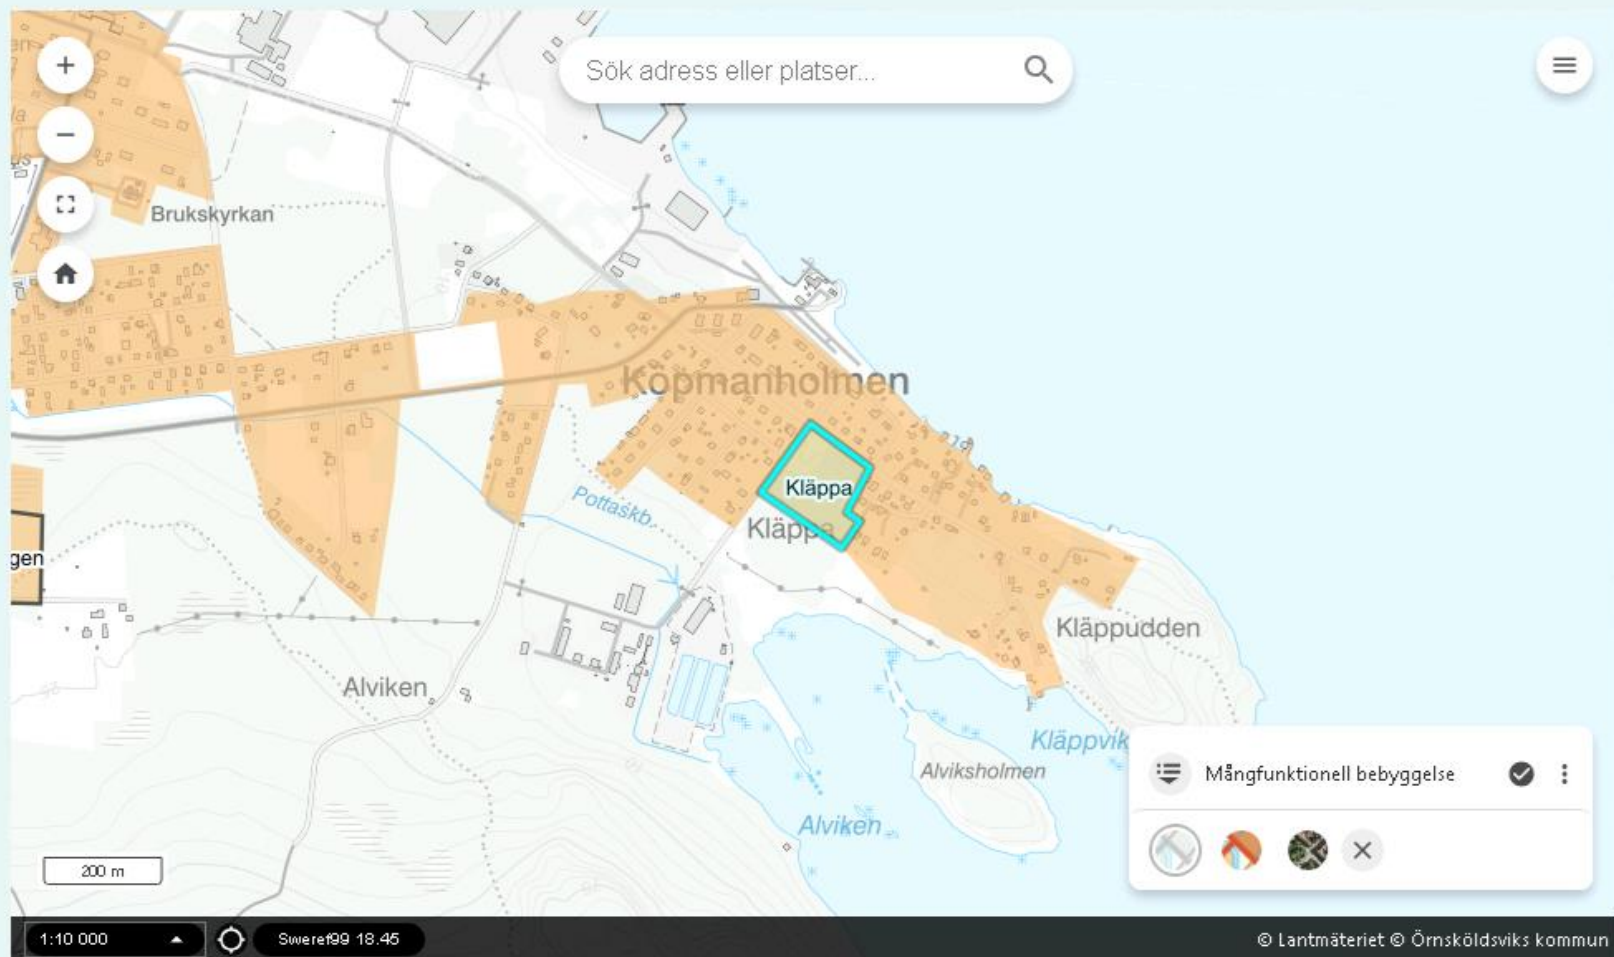 Sök adress eller platser...
Brukskyrkan
Köpmanholmen
Kläppa
Kläppa
Pottaskb.
gen
Kläppudden
Alviken
Kläppvik
Mångfunktionell bebyggelse
Alviksholmen
Alviken
200 m
1:10 000
Sweref99 18.45
© Lantmäteriet © Örnsköldsviks kommun